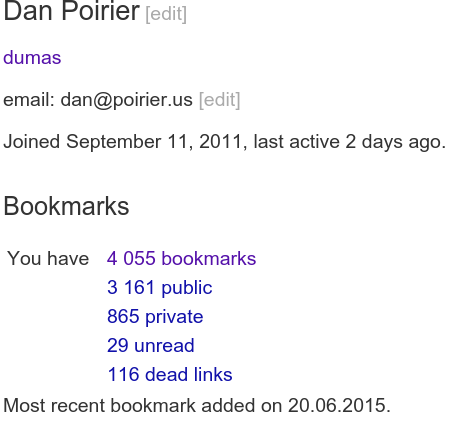 Dan Poirier [edit]
dumas
email: dan@poirier.us [edit]
Joined September 11, 2011, last active 2 days ago.
Bookmarks
You have 4 055 bookmarks
3 161 public
865 private
29 unread
116 dead links
Most recent bookmark added on 20.06.2015.